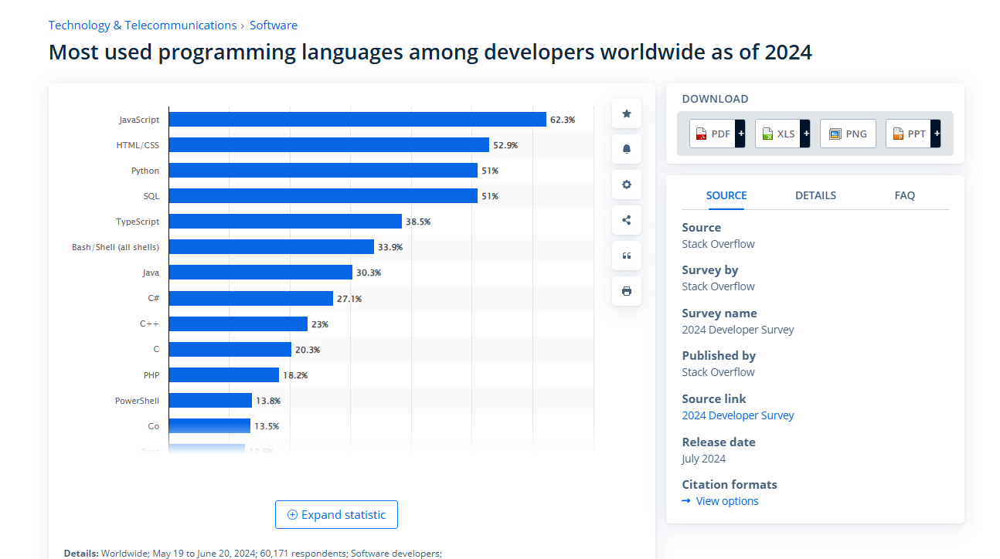 Technology & Telecommunications › Software
Most used programming languages among developers worldwide as of 2024
JavaScript 62.3%
HTML/CSS 52.9%
Python 51%
SQL 51%
TypeScript 38.5%
Bash/Shell (all shells) 33.9%
Java 30.3%
C# 27.1%
C++ 23%
C 20.3%
PHP 18.2%
PowerShell 13.8%
Go 13.5%
Rust 12.6%
Expand statistic
Details: Worldwide; May 19 to June 20, 2024; 60,171 respondents; Software developers;
DOWNLOAD
PDF + XLS + PNG PPT +
SOURCE DETAILS FAQ
Source
Stack Overflow
Survey by
Stack Overflow
Survey name
2024 Developer Survey
Published by
Stack Overflow
Source link
2024 Developer Survey
Release date
July 2024
Citation formats
→ View options